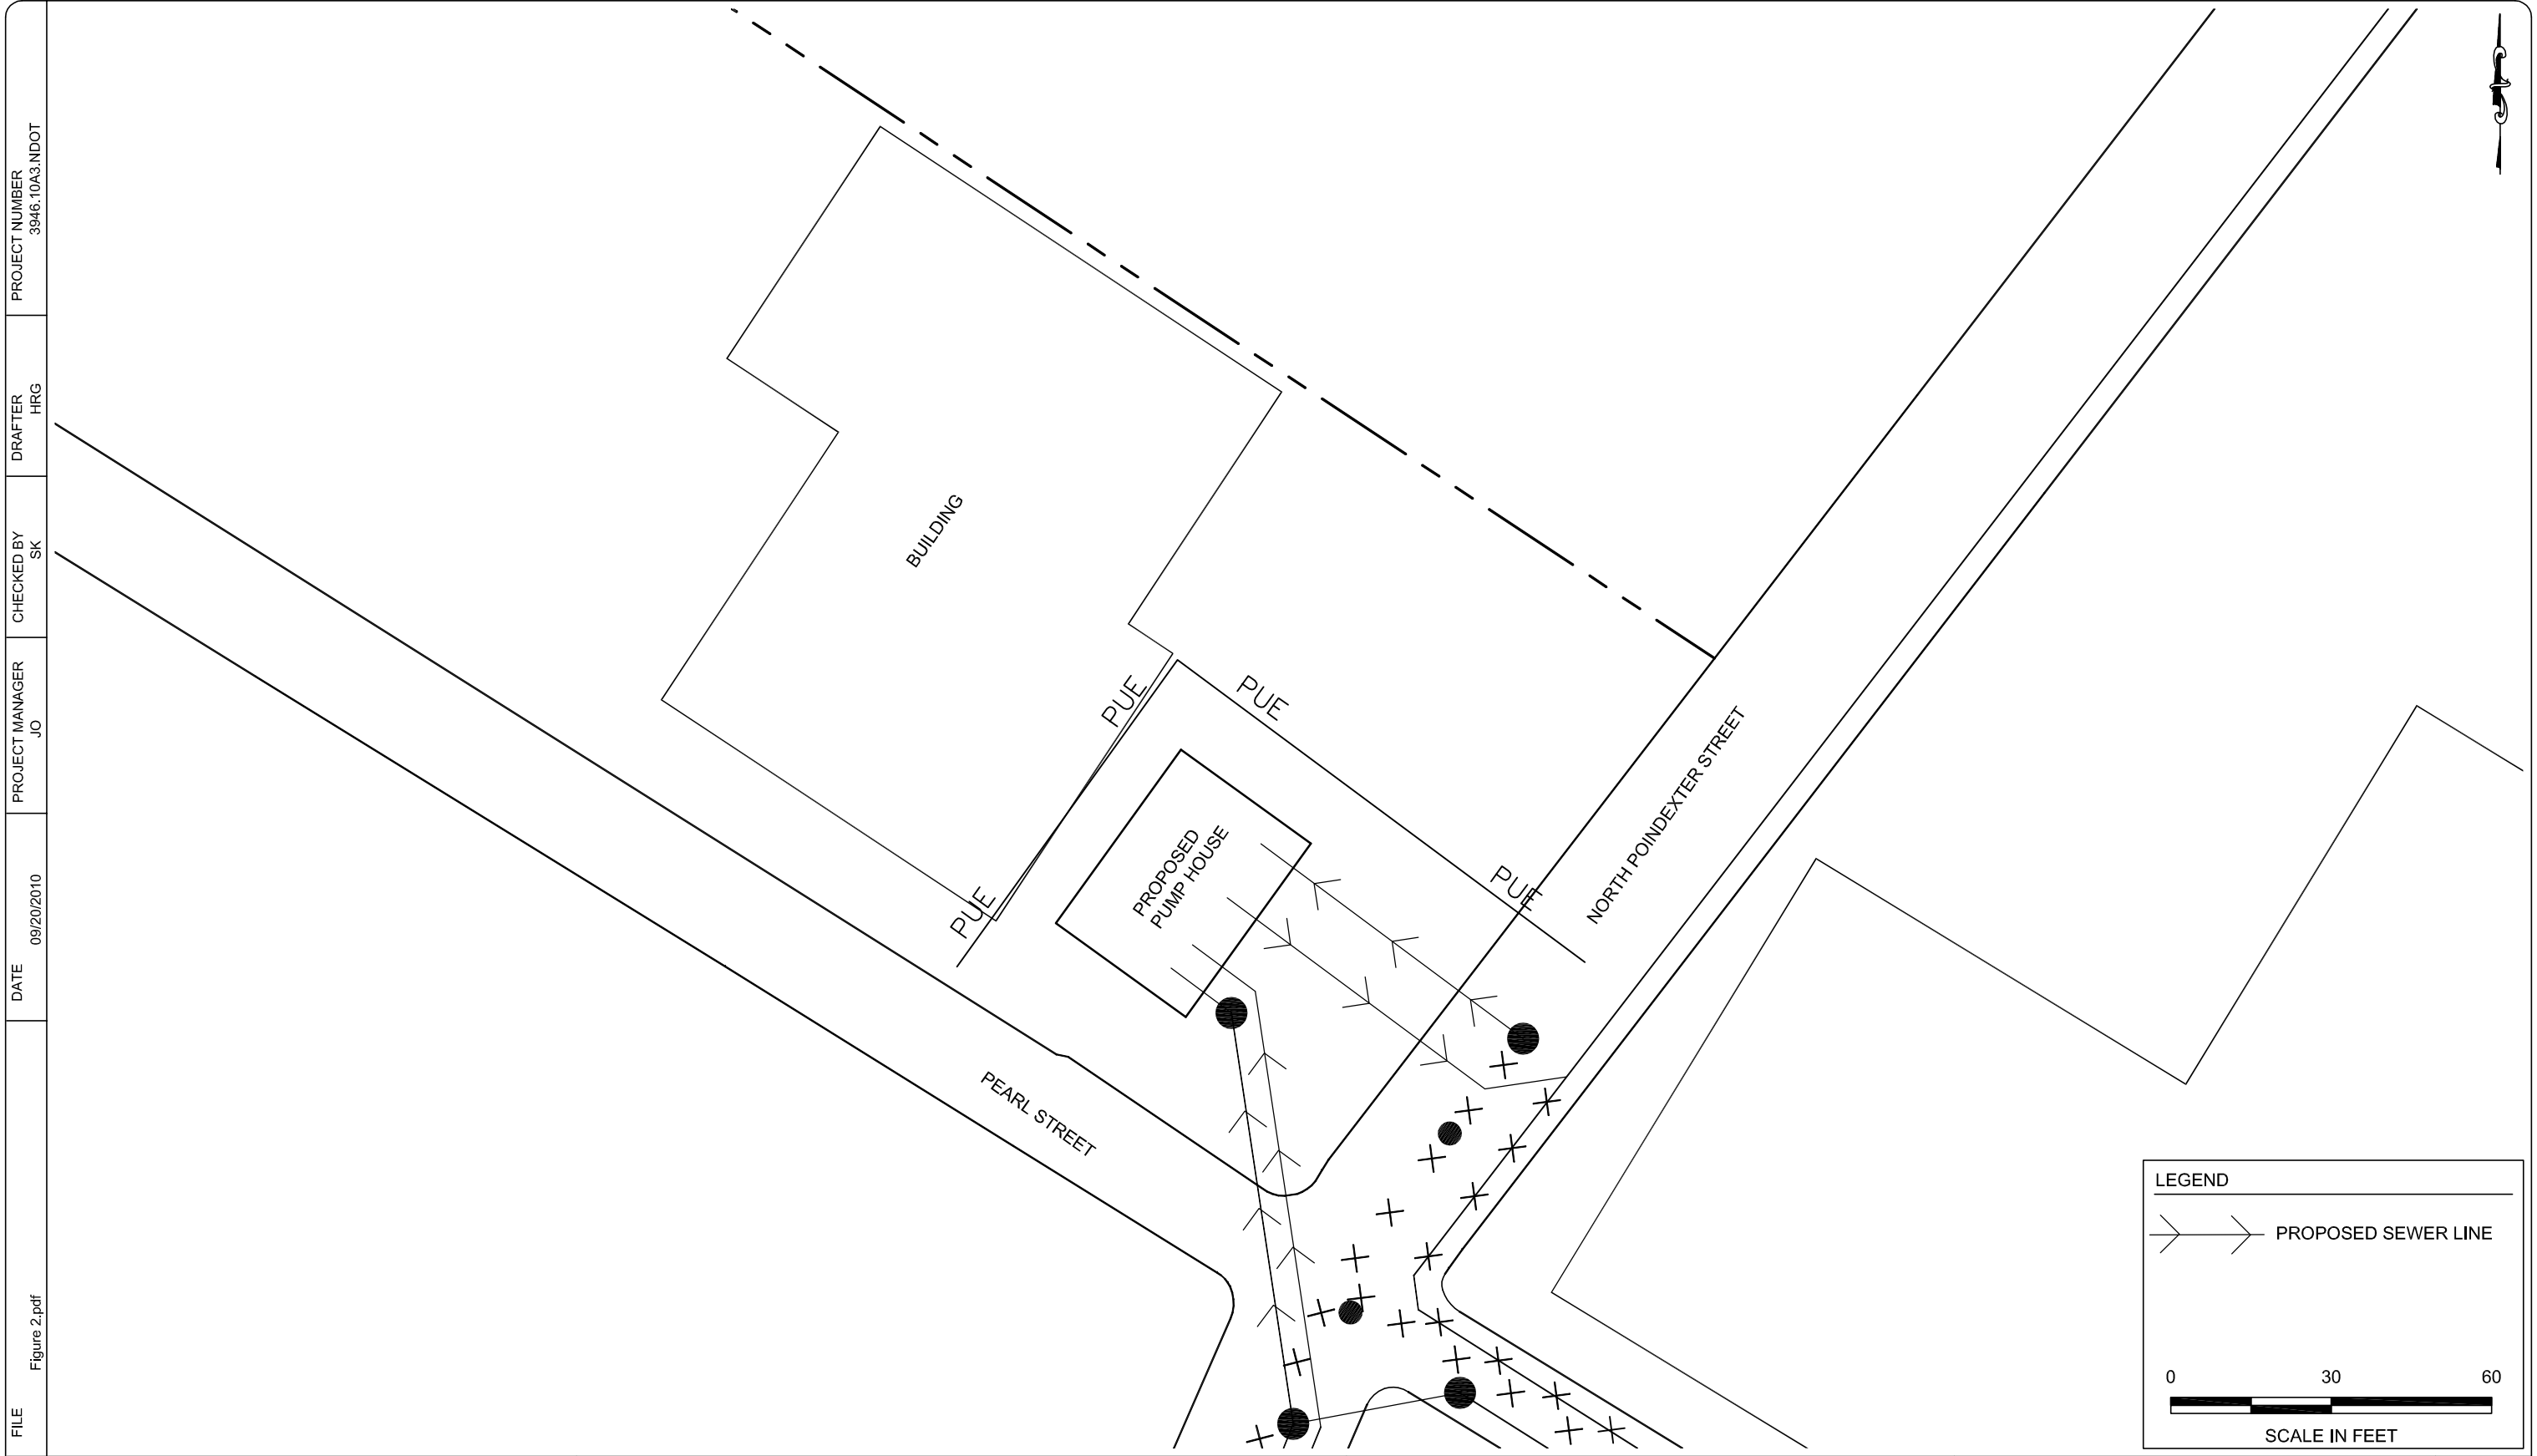 PROJECT NUMBER
3946.10A3.NDOT
DRAFTER
HRG
CHECKED BY
SK
PROJECT MANAGER
JO
DATE
09/20/2010
FILE
Figure 2.pdf
BUILDING
PUE
PUE
PUE
PUE
PROPOSED
PUMP HOUSE
NORTH POINDEXTER STREET
PEARL STREET
LEGEND
PROPOSED SEWER LINE
0 30 60
SCALE IN FEET